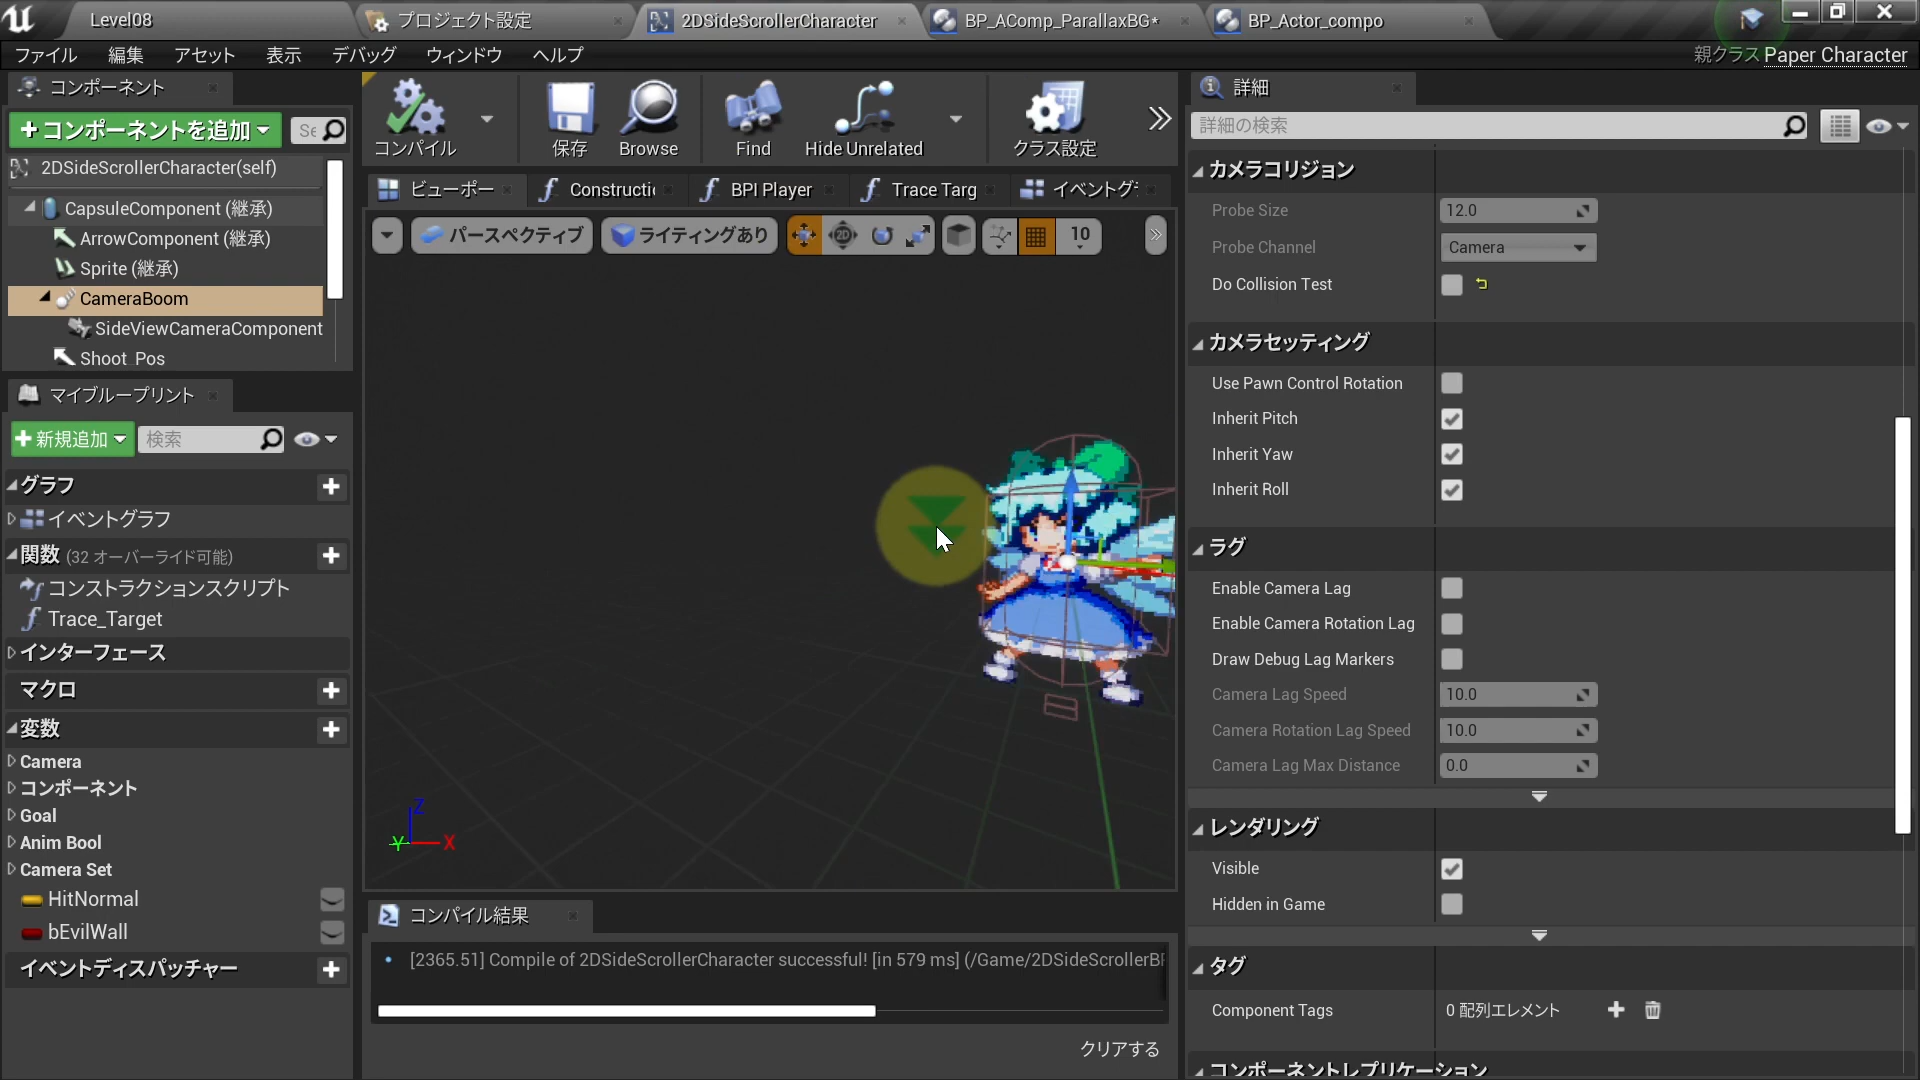 Level08
プロジェクト設定
2DSideScrollerCharacter
BP_AComp_ParallaxBG*
BP_Actor_compo
ファイル 編集 アセット 表示 デバッグ ウィンドウ ヘルプ
親クラス Paper Character
コンポーネント
+コンポーネントを追加
Se
2DSideScrollerCharacter(self)
CapsuleComponent (継承)
ArrowComponent (継承)
Sprite (継承)
CameraBoom
SideViewCameraComponent
Shoot_Pos
マイブループリント
+新規追加
検索
グラフ
イベントグラフ
関数 (32 オーバーライド可能)
コンストラクションスクリプト
Trace_Target
インターフェース
マクロ
変数
Camera
コンポーネント
Goal
Anim Bool
Camera Set
HitNormal
bEvilWall
イベントディスパッチャー
コンパイル
保存
Browse
Find
Hide Unrelated
クラス設定
ビューポー
Constructi
BPI Player
Trace Targ
イベントグラ
パースペクティブ
ライティングあり
2D
10
Z
Y
X
コンパイル結果
[2365.51] Compile of 2DSideScrollerCharacter successful! [in 579 ms] (/Game/2DSideScrollerB
クリアする
詳細
詳細の検索
カメラコリジョン
Probe Size 12.0
Probe Channel Camera
Do Collision Test
カメラセッティング
Use Pawn Control Rotation
Inherit Pitch
Inherit Yaw
Inherit Roll
ラグ
Enable Camera Lag
Enable Camera Rotation Lag
Draw Debug Lag Markers
Camera Lag Speed 10.0
Camera Rotation Lag Speed 10.0
Camera Lag Max Distance 0.0
レンダリング
Visible
Hidden in Game
タグ
Component Tags 0 配列エレメント
コンポーネントレプリケーション